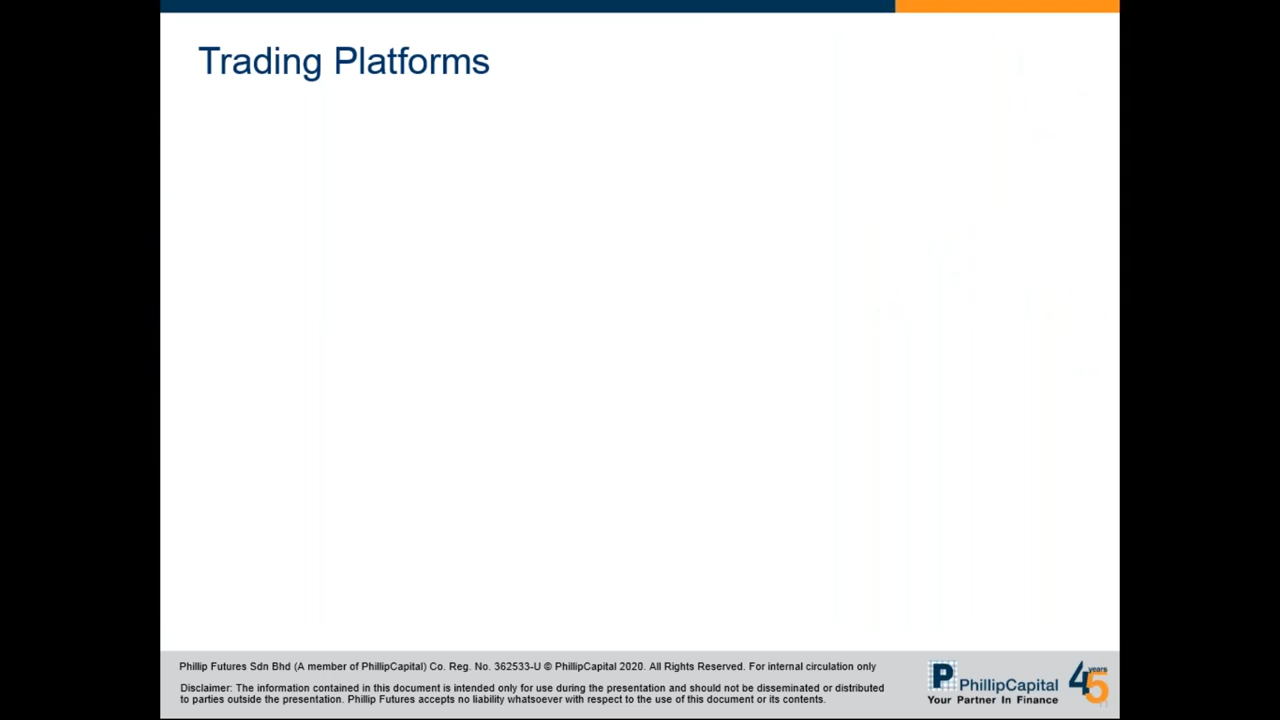 Trading Platforms
Phillip Futures Sdn Bhd (A member of PhillipCapital) Co. Reg. No. 362533-U © PhillipCapital 2020. All Rights Reserved. For internal circulation only
Disclaimer: The information contained in this document is intended only for use during the presentation and should not be disseminated or distributed
to parties outside the presentation. Phillip Futures accepts no liability whatsoever with respect to the use of this document or its contents.
P PhillipCapital
Your Partner In Finance
45 years